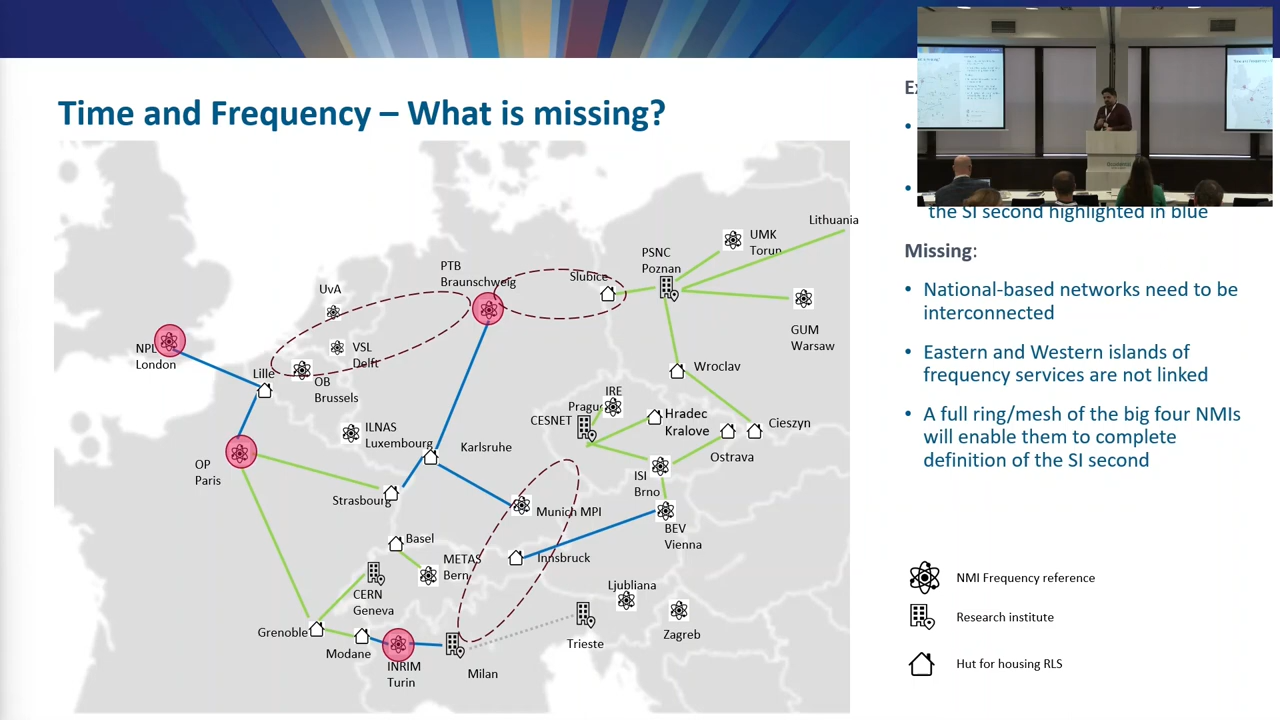 Time and Frequency – What is missing?
the SI second highlighted in blue
Missing:
• National-based networks need to be
interconnected
• Eastern and Western islands of
frequency services are not linked
• A full ring/mesh of the big four NMIs
will enable them to complete
definition of the SI second
NMI Frequency reference
Research institute
Hut for housing RLS
Lithuania
UMK
Torun
PSNC
Poznan
Slubice
PTB
Braunschweig
UvA
VSL
Delft
NPL
London
Lille
OB
Brussels
GUM
Warsaw
Wroclav
IRE
Prague
CESNET
Hradec
Kralove
Cieszyn
Ostrava
ILNAS
Luxembourg
Karlsruhe
OP
Paris
Strasbourg
ISI
Brno
Munich MPI
BEV
Vienna
Basel
Innsbruck
METAS
Bern
CERN
Geneva
Ljubliana
Zagreb
Grenoble
Modane
INRIM
Turin
Milan
Trieste